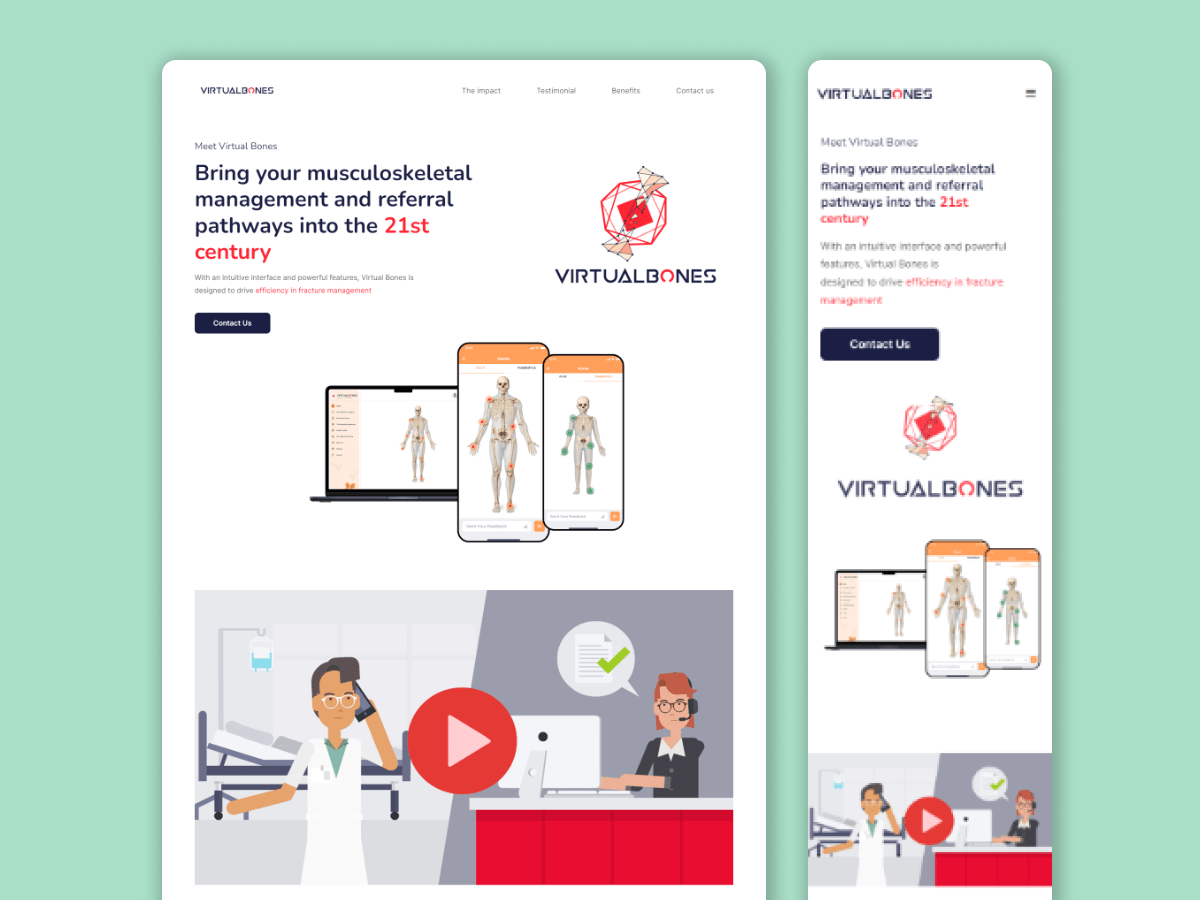 VIRTUALBONES
The impact
Testimonial
Benefits
Contact us
Meet Virtual Bones
Bring your musculoskeletal
management and referral
pathways into the 21st
century
With an intuitive interface and powerful features, Virtual Bones is
designed to drive efficiency in fracture management
Contact Us
VIRTUALBONES
Send Your Feedback
Send Your Feedback
VIRTUALBONES
Meet Virtual Bones
Bring your musculoskeletal
management and referral
pathways into the 21st
century
With an intuitive interface and powerful
features, Virtual Bones is
designed to drive efficiency in fracture
management
Contact Us
VIRTUALBONES